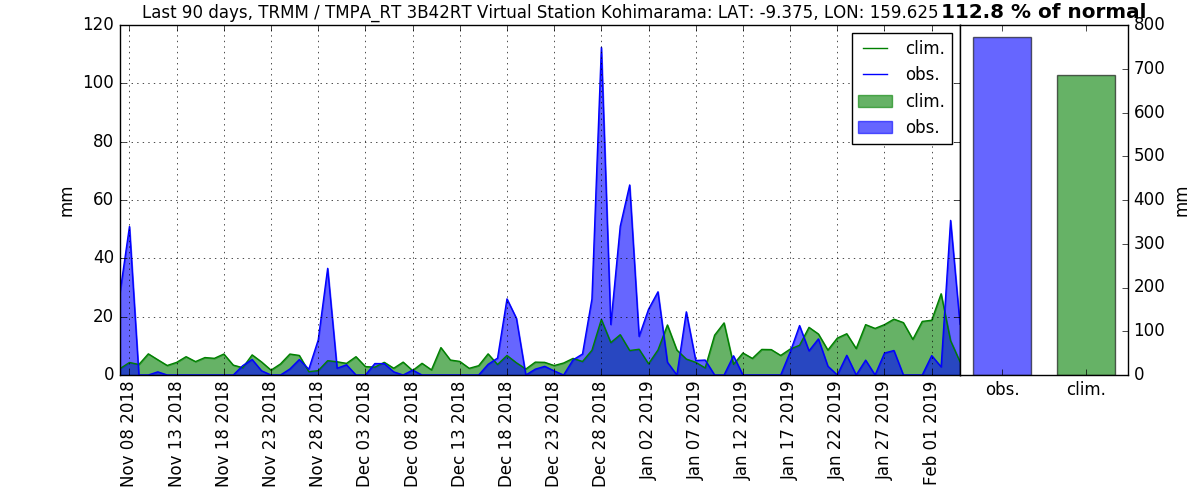 Last 90 days, TRMM / TMPA_RT 3B42RT Virtual Station Kohimarama: LAT: -9.375, LON: 159.625
112.8 % of normal
clim.
obs.
clim.
obs.
mm
120
100
80
60
40
20
0
Nov 08 2018
Nov 13 2018
Nov 18 2018
Nov 23 2018
Nov 28 2018
Dec 03 2018
Dec 08 2018
Dec 13 2018
Dec 18 2018
Dec 23 2018
Dec 28 2018
Jan 02 2019
Jan 07 2019
Jan 12 2019
Jan 17 2019
Jan 22 2019
Jan 27 2019
Feb 01 2019
800
700
600
500
400
300
200
100
0
mm
obs.
clim.